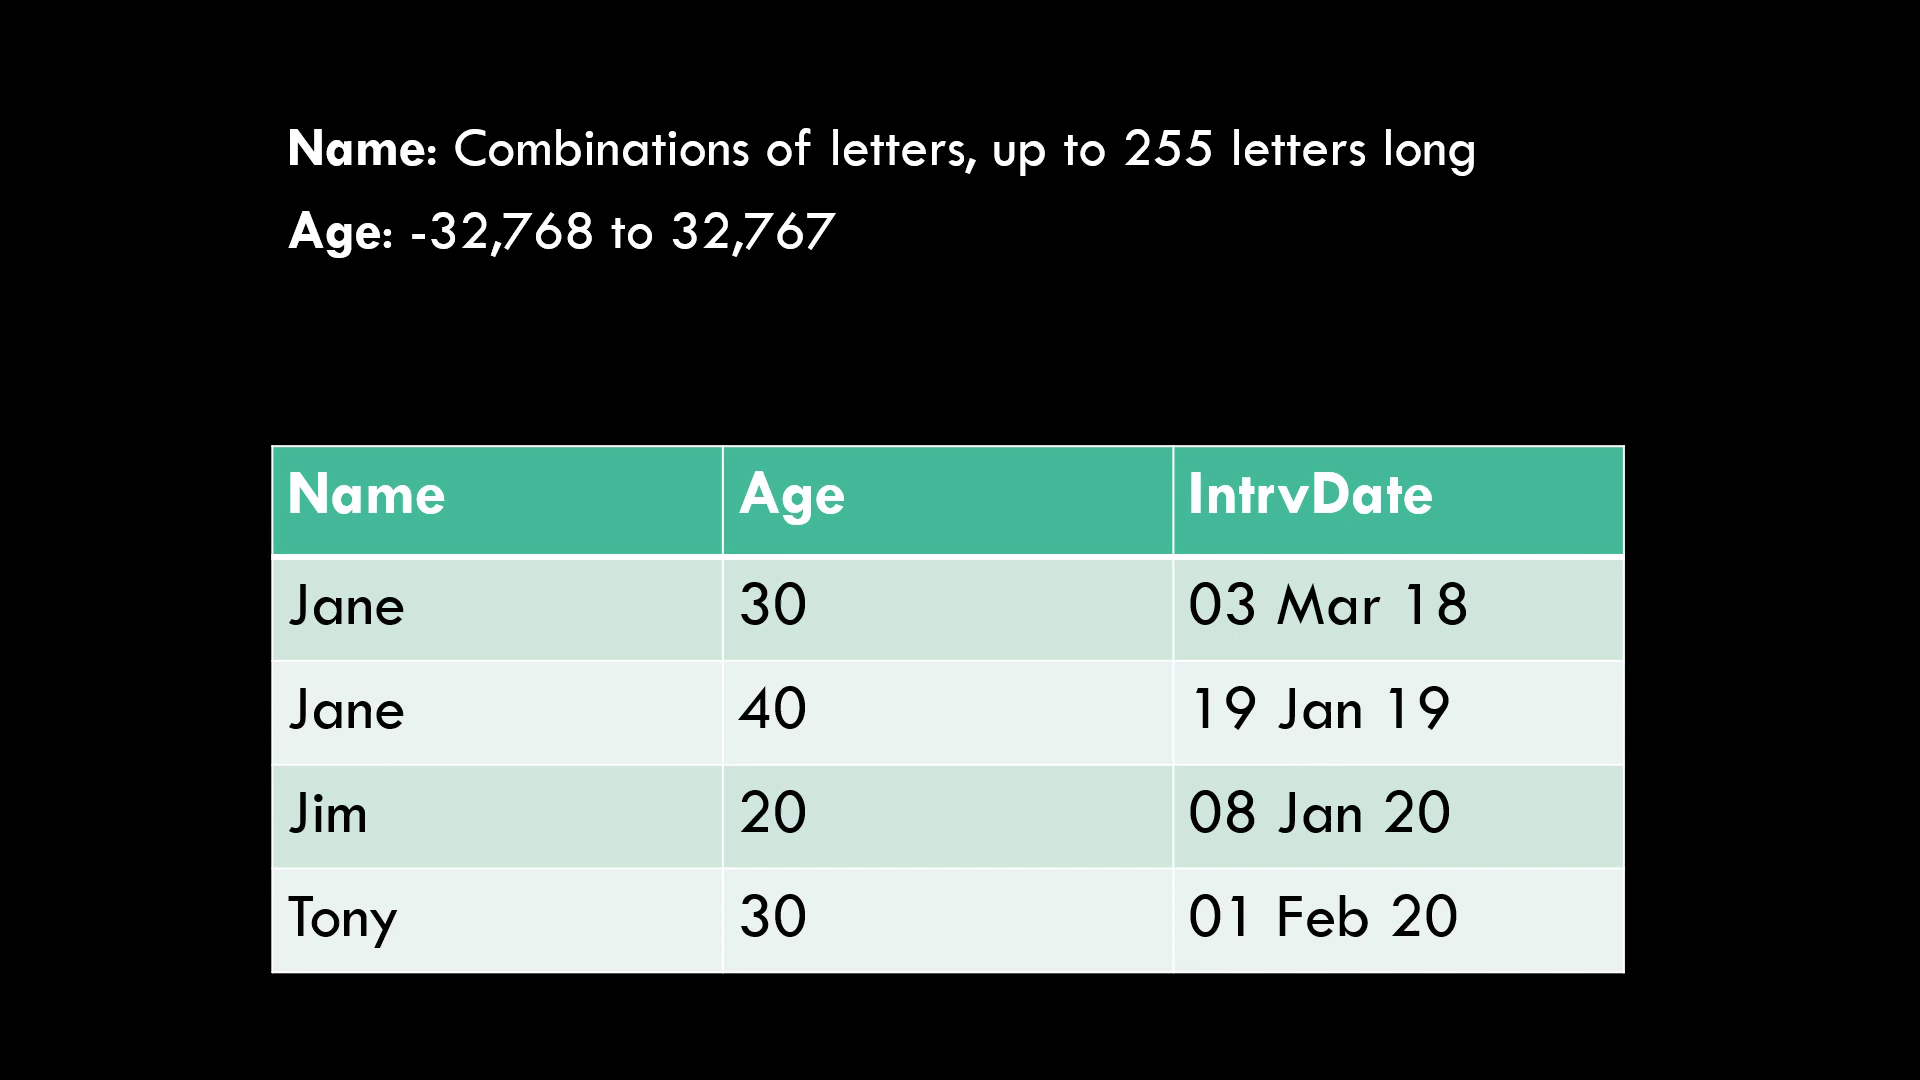 Name: Combinations of letters, up to 255 letters long
Age: -32,768 to 32,767
Name Age IntrvDate
Jane 30 03 Mar 18
Jane 40 19 Jan 19
Jim 20 08 Jan 20
Tony 30 01 Feb 20